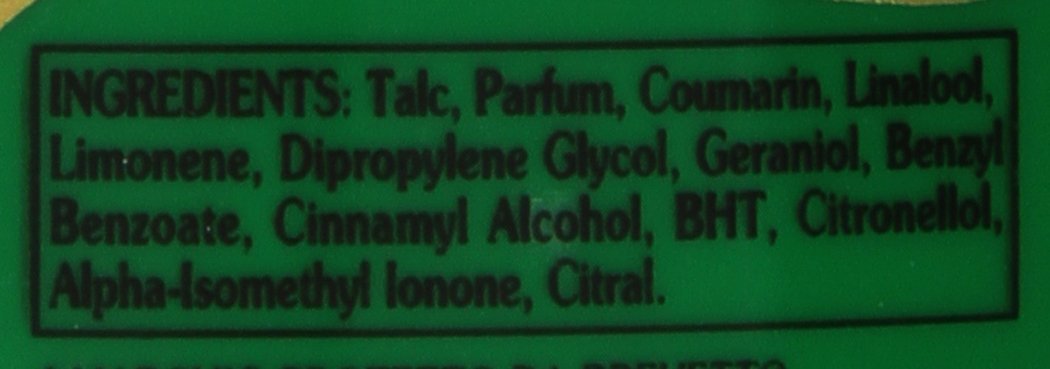 INGREDIENTS: Talc, Parfum, Coumarin, Linalool,
Limonene, Dipropylene Glycol, Geraniol, Benzyl
Benzoate, Cinnamyl Alcohol, BHT, Citronellol,
Alpha-Isomethyl Ionone, Citral.